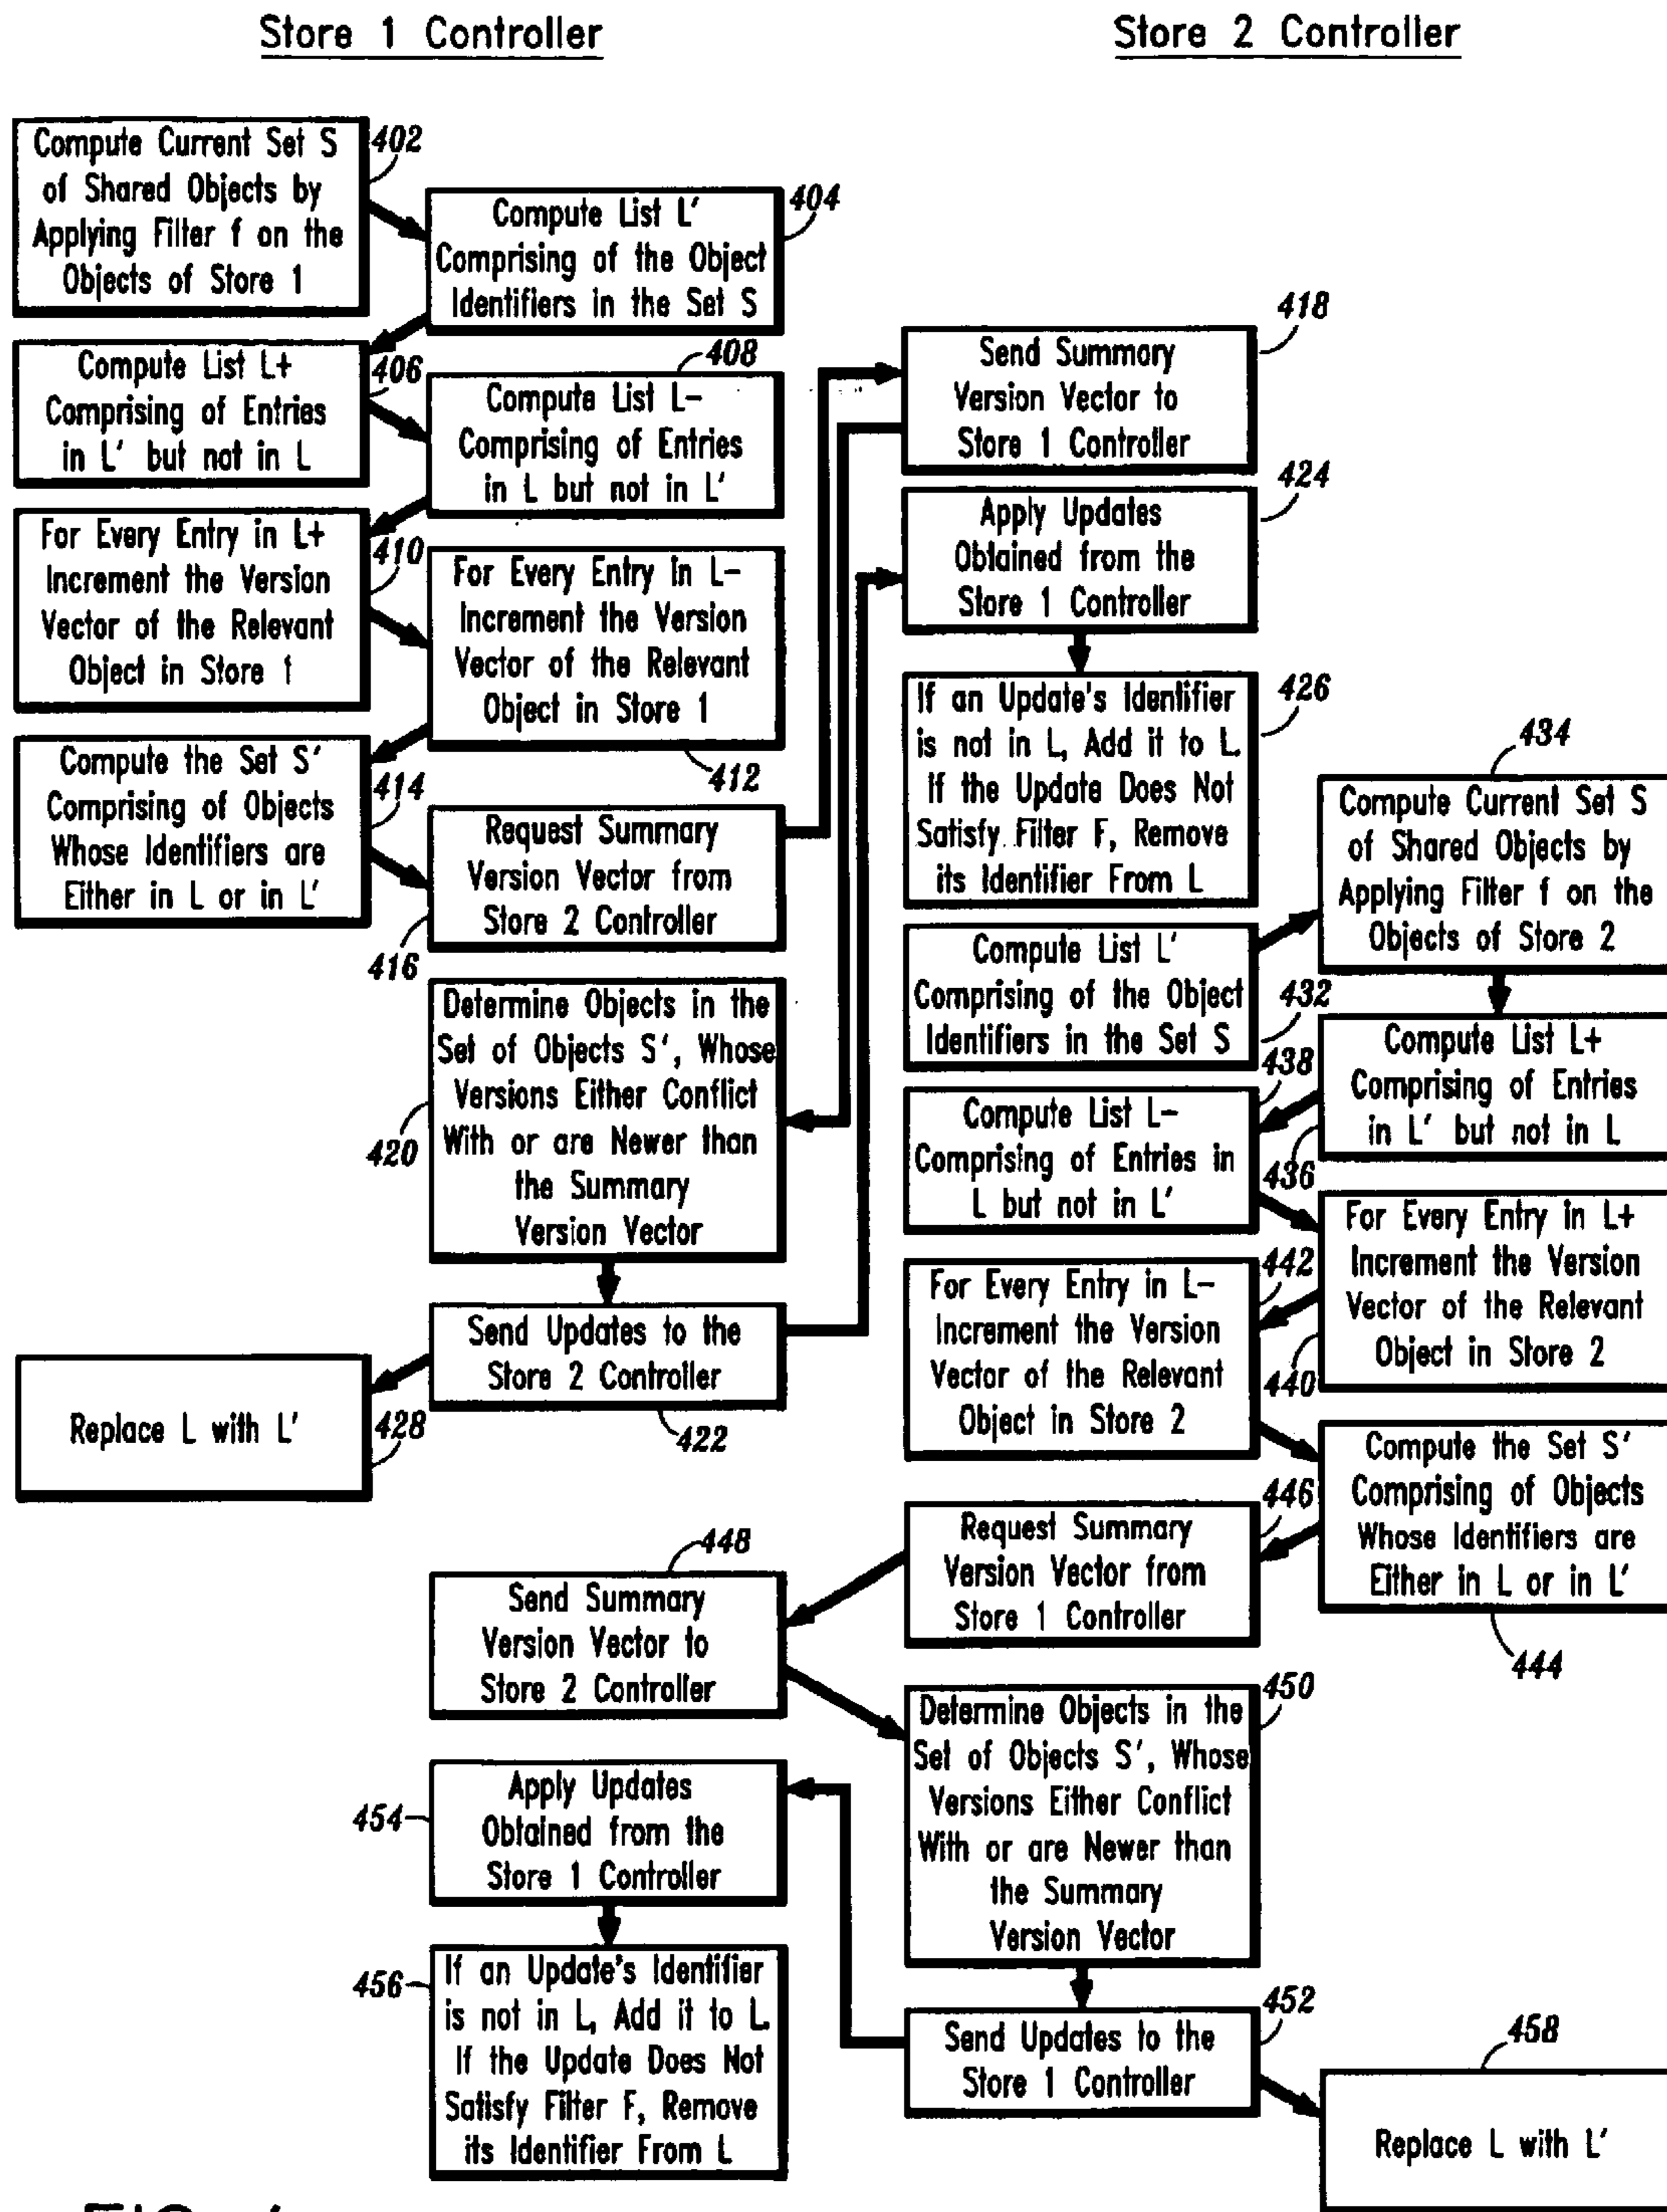 Store 1 Controller
Store 2 Controller
Compute Current Set S
of Shared Objects by
Applying Filter f on the
Objects of Store 1
402
Compute List L'
Comprising of the Object
Identifiers in the Set S
404
Compute List L+
Comprising of Entries
in L' but not in L
406
Compute List L-
Comprising of Entries
in L but not in L'
408
For Every Entry in L+
Increment the Version
Vector of the Relevant
Object in Store 1
410
For Every Entry in L-
Increment the Version
Vector of the Relevant
Object in Store 1
412
Compute the Set S'
Comprising of Objects
Whose Identifiers are
Either in L or in L'
414
Request Summary
Version Vector from
Store 2 Controller
416
Send Summary
Version Vector to
Store 1 Controller
418
Determine Objects in the
Set of Objects S', Whose
Versions Either Conflict
With or are Newer than
the Summary
Version Vector
420
Send Updates to the
Store 2 Controller
422
Apply Updates
Obtained from the
Store 1 Controller
424
If an Update's Identifier
is not in L, Add it to L.
If the Update Does Not
Satisfy Filter F, Remove
its Identifier From L
426
Replace L with L'
428
Compute List L'
Comprising of the Object
Identifiers in the Set S
432
Compute Current Set S
of Shared Objects by
Applying Filter f on the
Objects of Store 2
434
Compute List L+
Comprising of Entries
in L' but not in L
436
Compute List L-
Comprising of Entries in
L but not in L'
438
For Every Entry in L+
Increment the Version
Vector of the Relevant
Object in Store 2
440
For Every Entry in L-
Increment the Version
Vector of the Relevant
Object in Store 2
442
Compute the Set S'
Comprising of Objects
Whose Identifiers are
Either in L or in L'
444
Request Summary
Version Vector from
Store 1 Controller
446
Send Summary
Version Vector to
Store 2 Controller
448
Determine Objects in the
Set of Objects S', Whose
Versions Either Conflict
With or are Newer than
the Summary
Version Vector
450
Send Updates to the
Store 1 Controller
452
Apply Updates
Obtained from the
Store 1 Controller
454
If an Update's Identifier
is not in L, Add it to L.
If the Update Does Not
Satisfy Filter F, Remove
its Identifier From L
456
Replace L with L'
458